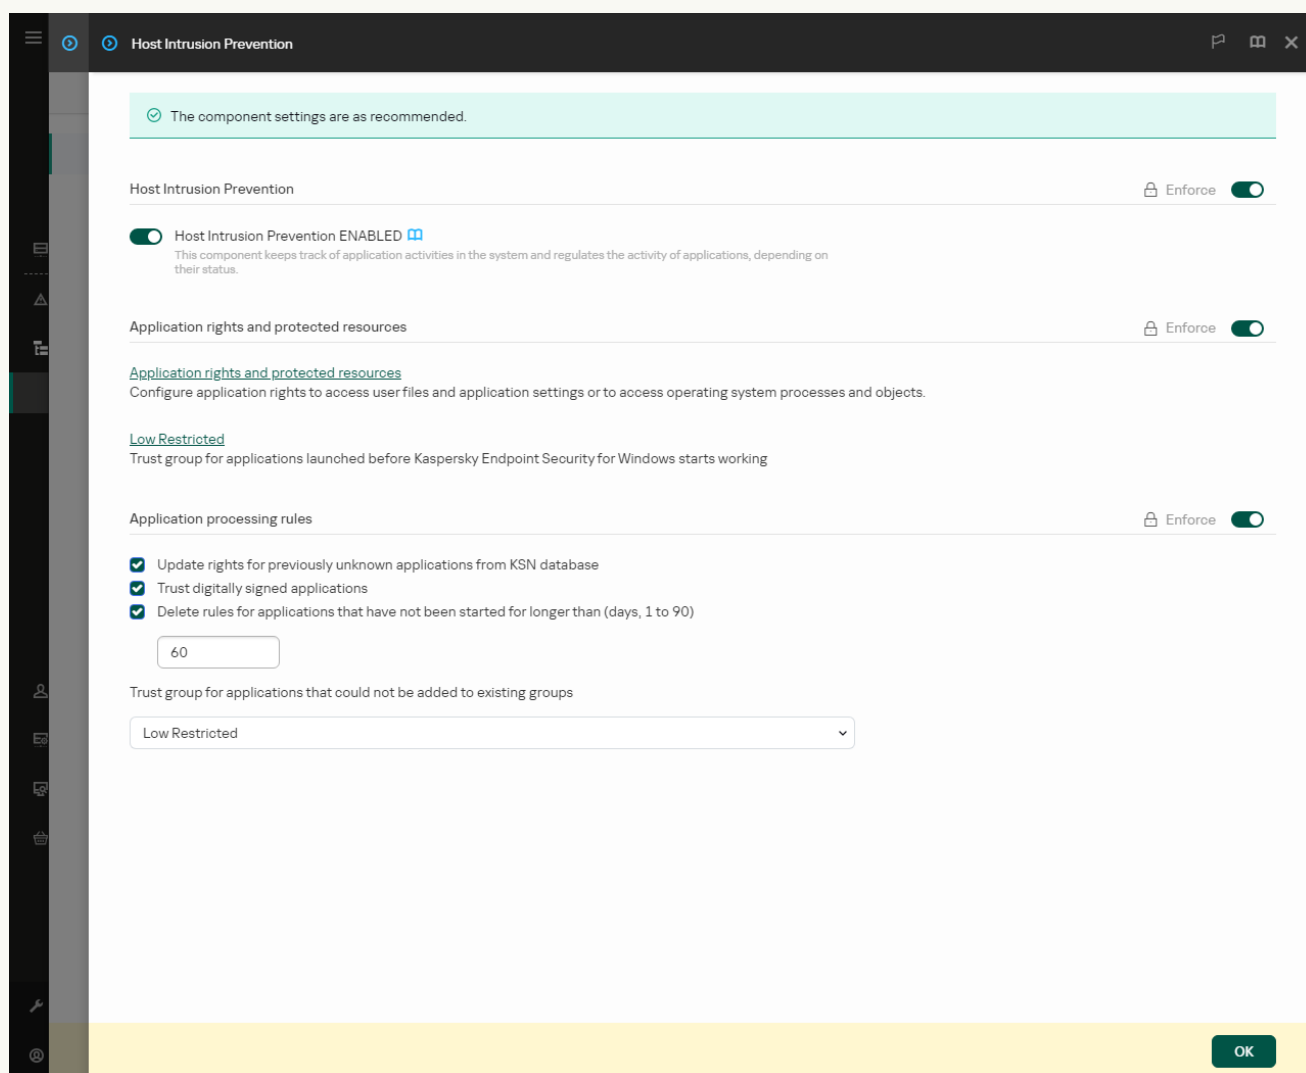 Host Intrusion Prevention
The component settings are as recommended.
Host Intrusion Prevention
Enforce
Host Intrusion Prevention ENABLED
This component keeps track of application activities in the system and regulates the activity of applications, depending on
their status.
Application rights and protected resources
Enforce
Application rights and protected resources
Configure application rights to access user files and application settings or to access operating system processes and objects.
Low Restricted
Trust group for applications launched before Kaspersky Endpoint Security for Windows starts working
Application processing rules
Enforce
Update rights for previously unknown applications from KSN database
Trust digitally signed applications
Delete rules for applications that have not been started for longer than (days, 1 to 90)
60
Trust group for applications that could not be added to existing groups
Low Restricted
OK